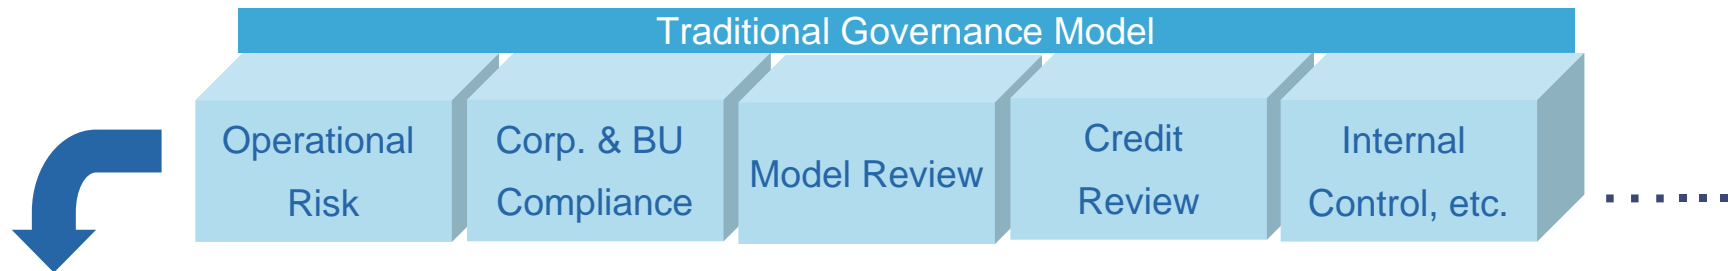 Traditional Governance Model
Operational
Risk
Corp. & BU
Compliance
Model Review
Credit
Review
Internal
Control, etc.